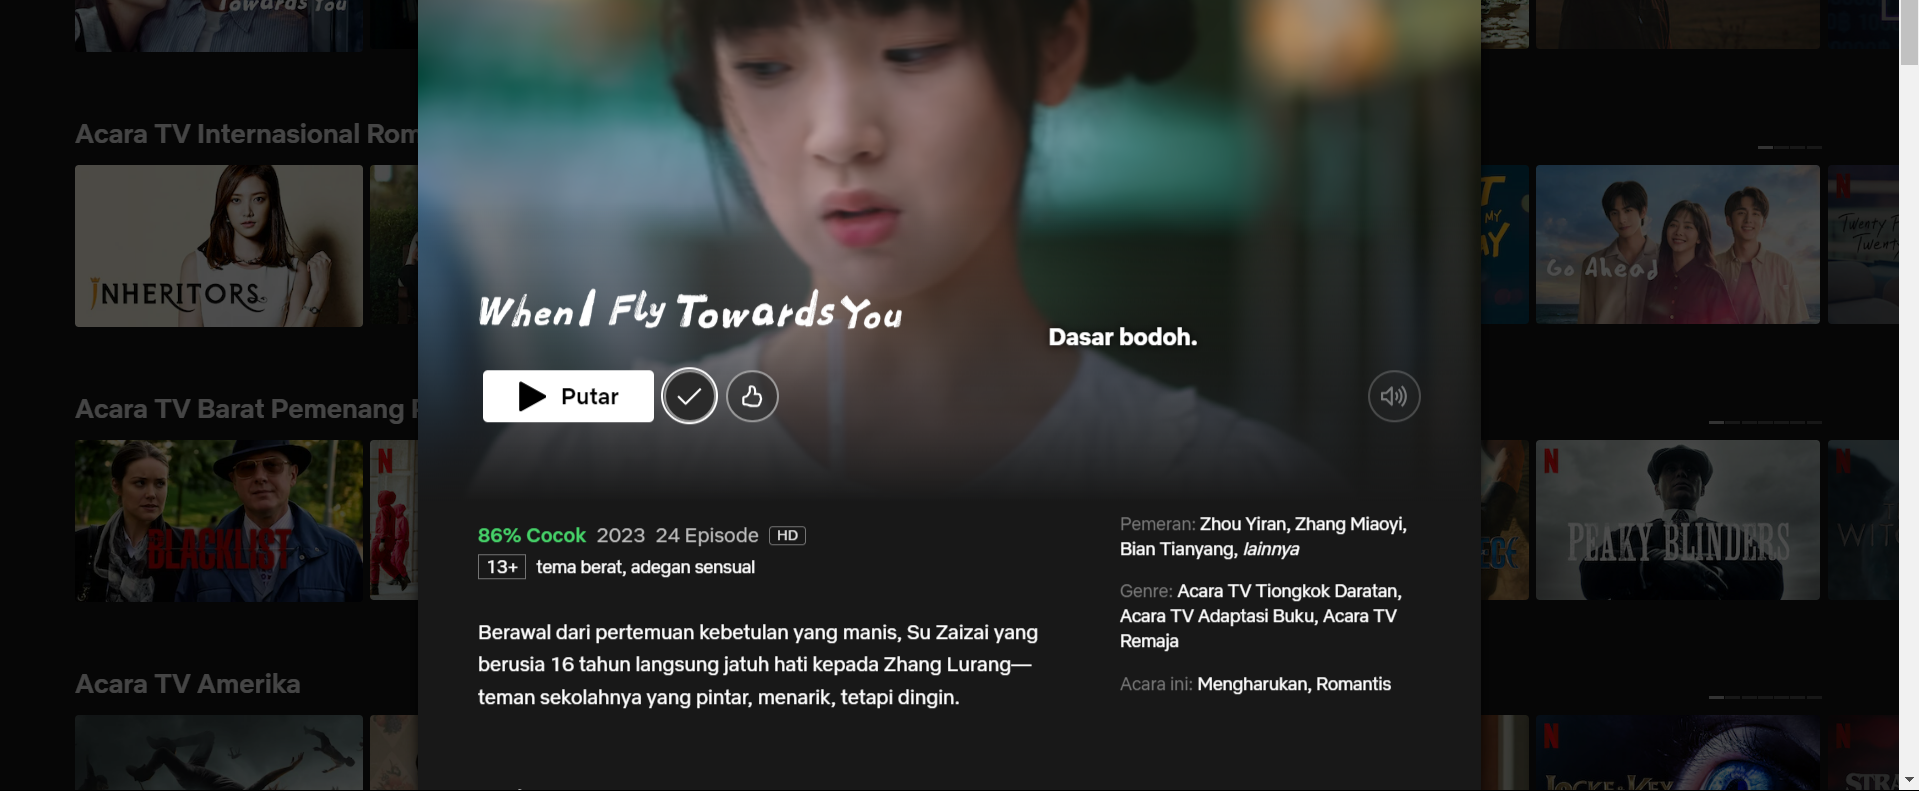 Towards You
Acara TV Internasional Rom
INHERITORS
Go Ahead
When I Fly Towards You
Dasar bodoh.
Putar
Acara TV Barat Pemenang
N
BLACKLIST
N
PEAKY BLINDERS
86% Cocok 2023 24 Episode HD
13+ tema berat, adegan sensual
Berawal dari pertemuan kebetulan yang manis, Su Zaizai yang
berusia 16 tahun langsung jatuh hati kepada Zhang Lurang—
teman sekolahnya yang pintar, menarik, tetapi dingin.
Pemeran: Zhou Yiran, Zhang Miaoyi,
Bian Tianyang, lainnya
Genre: Acara TV Tiongkok Daratan,
Acara TV Adaptasi Buku, Acara TV
Remaja
Acara ini: Mengharukan, Romantis
Acara TV Amerika
N
LOCKE & KEY